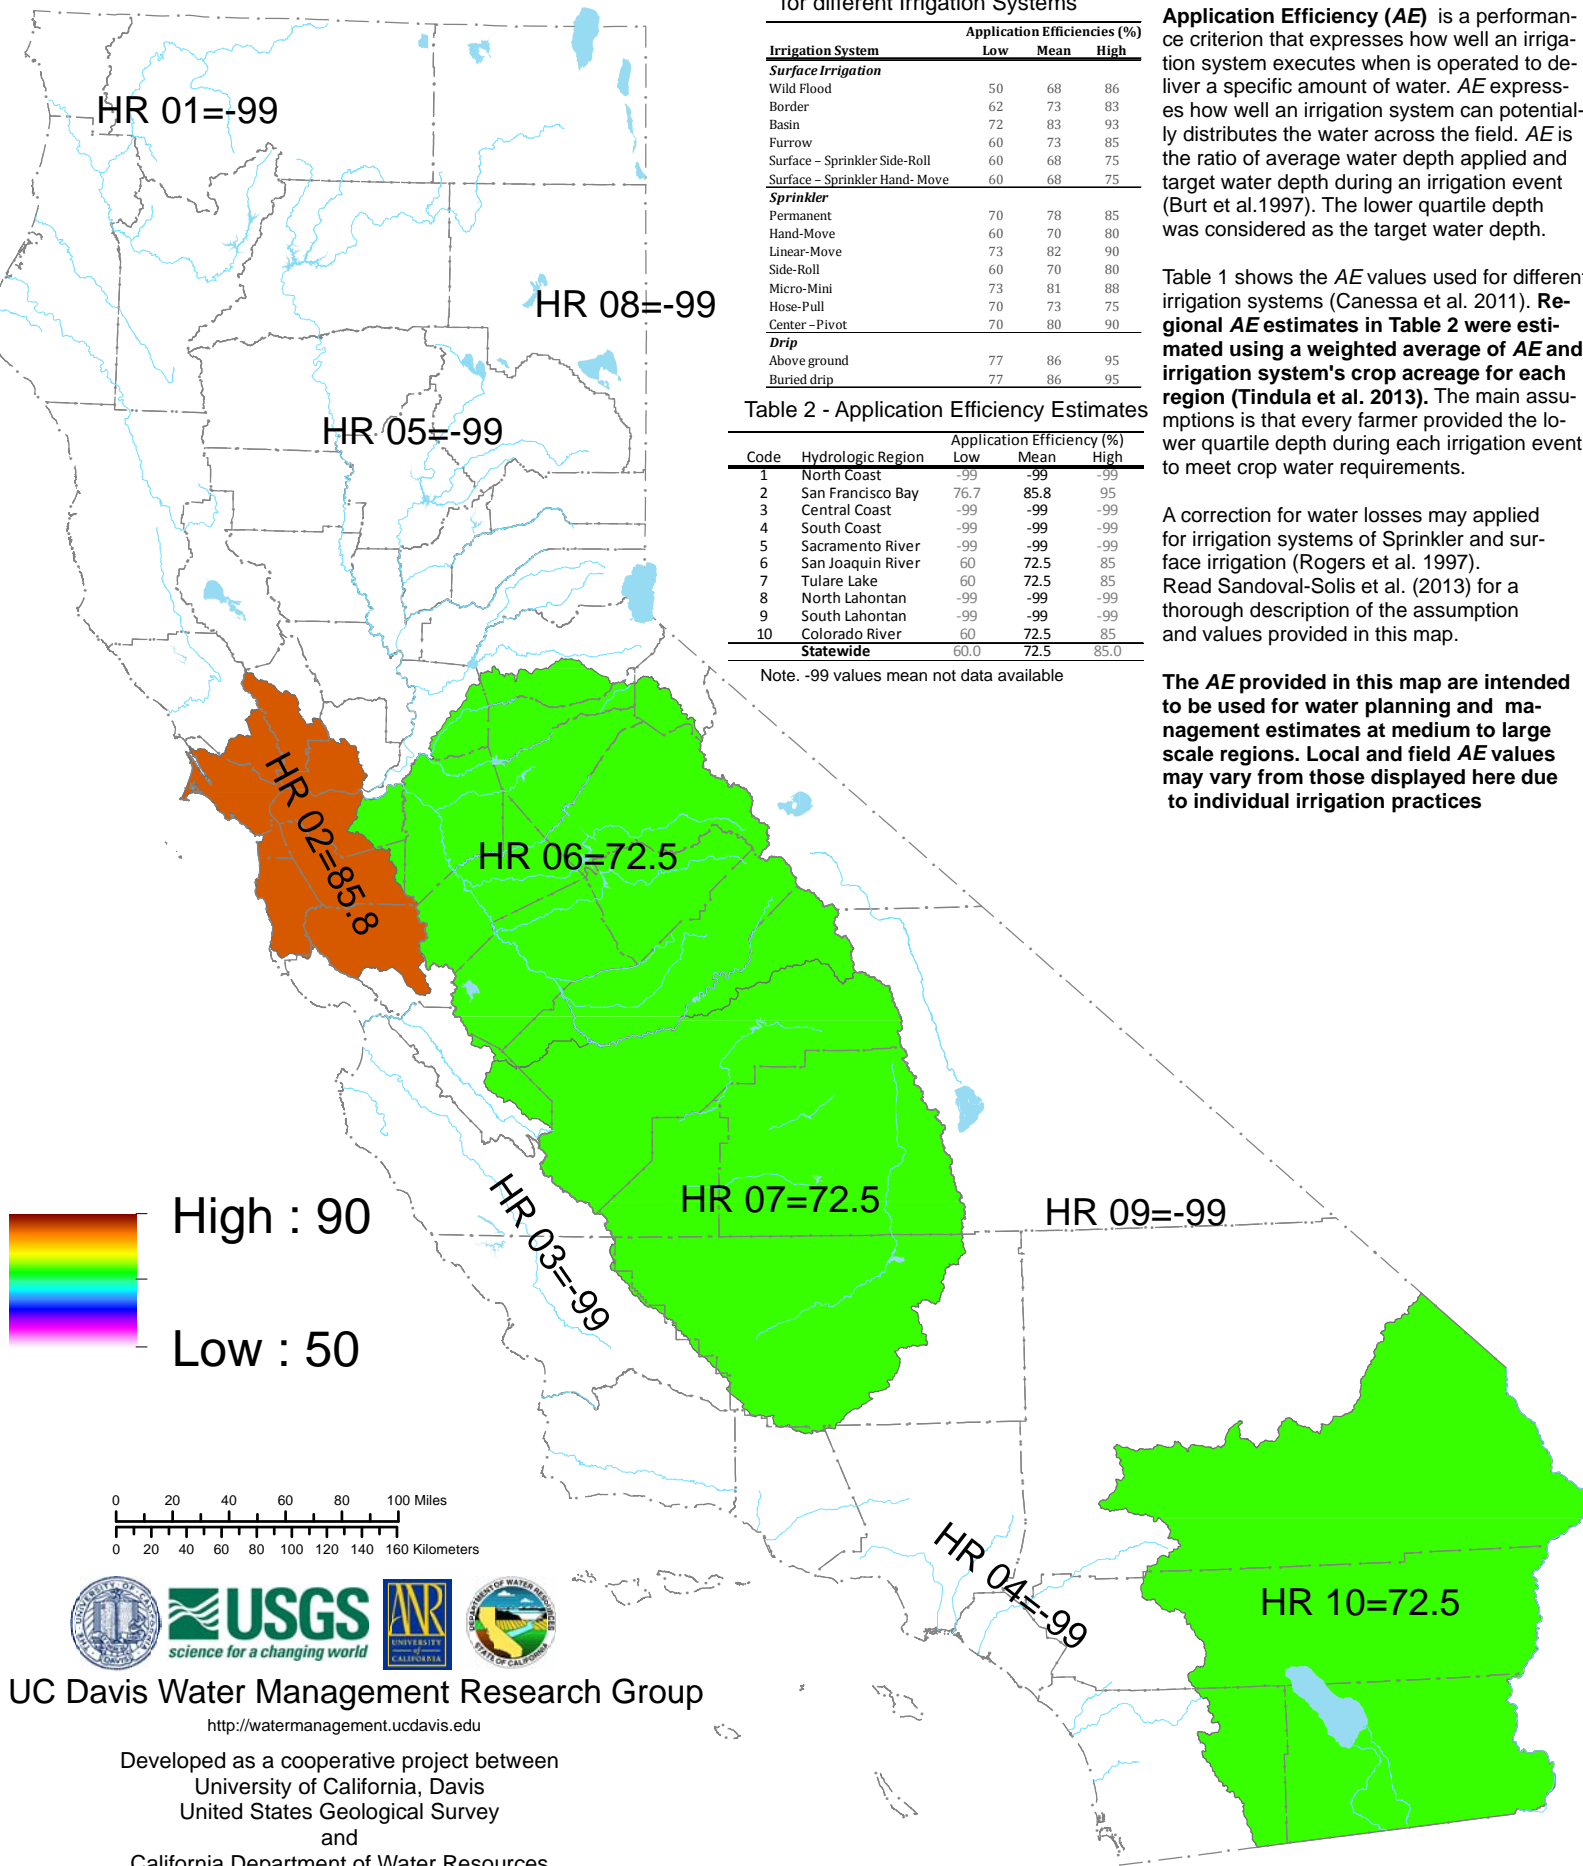 for different Irrigation Systems
Application Efficiencies (%)
Irrigation System Low Mean High
Surface Irrigation
Wild Flood 50 68 86
Border 62 73 83
Basin 72 83 93
Furrow 60 73 85
Surface – Sprinkler Side-Roll 60 68 75
Surface – Sprinkler Hand- Move 60 68 75
Sprinkler
Permanent 70 78 85
Hand-Move 60 70 80
Linear-Move 73 82 90
Side-Roll 60 70 80
Micro-Mini 73 81 88
Hose-Pull 70 73 75
Center – Pivot 70 80 90
Drip
Above ground 77 86 95
Buried drip 77 86 95
Table 2 - Application Efficiency Estimates
Application Efficiency (%)
Code Hydrologic Region Low Mean High
1 North Coast -99 -99 -99
2 San Francisco Bay 76.7 85.8 95
3 Central Coast -99 -99 -99
4 South Coast -99 -99 -99
5 Sacramento River -99 -99 -99
6 San Joaquin River 60 72.5 85
7 Tulare Lake 60 72.5 85
8 North Lahontan -99 -99 -99
9 South Lahontan -99 -99 -99
10 Colorado River 60 72.5 85
Statewide 60.0 72.5 85.0
Note. -99 values mean not data available
Application Efficiency (AE) is a performan-
ce criterion that expresses how well an irriga-
tion system executes when is operated to de-
liver a specific amount of water. AE express-
es how well an irrigation system can potential-
ly distributes the water across the field. AE is
the ratio of average water depth applied and
target water depth during an irrigation event
(Burt et al.1997). The lower quartile depth
was considered as the target water depth.
Table 1 shows the AE values used for different
irrigation systems (Canessa et al. 2011). Re-
gional AE estimates in Table 2 were esti-
mated using a weighted average of AE and
irrigation system's crop acreage for each
region (Tindula et al. 2013). The main assu-
mptions is that every farmer provided the lo-
wer quartile depth during each irrigation event
to meet crop water requirements.
A correction for water losses may applied
for irrigation systems of Sprinkler and sur-
face irrigation (Rogers et al. 1997).
Read Sandoval-Solis et al. (2013) for a
thorough description of the assumption
and values provided in this map.
The AE provided in this map are intended
to be used for water planning and ma-
nagement estimates at medium to large
scale regions. Local and field AE values
may vary from those displayed here due
to individual irrigation practices
HR 01=-99
HR 08=-99
HR 05=-99
HR 02=85.8
HR 06=72.5
HR 07=72.5
HR 03=-99
HR 09=-99
HR 04=-99
HR 10=72.5
High : 90
Low : 50
0 20 40 60 80 100 Miles
0 20 40 60 80 100 120 140 160 Kilometers
USGS
science for a changing world
ANR
UNIVERSITY
of
CALIFORNIA
DEPARTMENT OF WATER RESOURCES
STATE OF CALIFORNIA
UC Davis Water Management Research Group
http://watermanagement.ucdavis.edu
Developed as a cooperative project between
University of California, Davis
United States Geological Survey
and
California Department of Water Resources